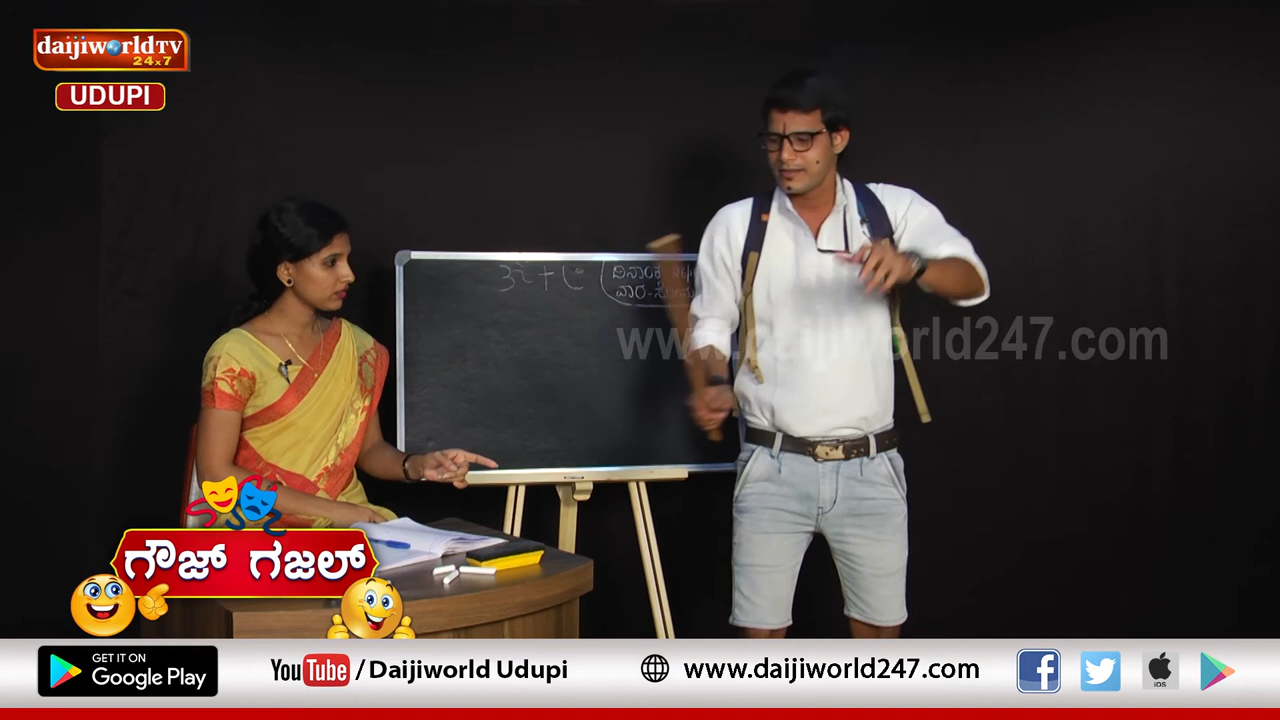 daijiworldTV
24x7
UDUPI
ದಿನಾಂಕ
ವಾರ-ಸೋಮ
www.daijiworld247.com
ಗೌಜ್ ಗಜಲ್
GET IT ON
Google Play
YouTube / Daijiworld Udupi
www.daijiworld247.com
iOS